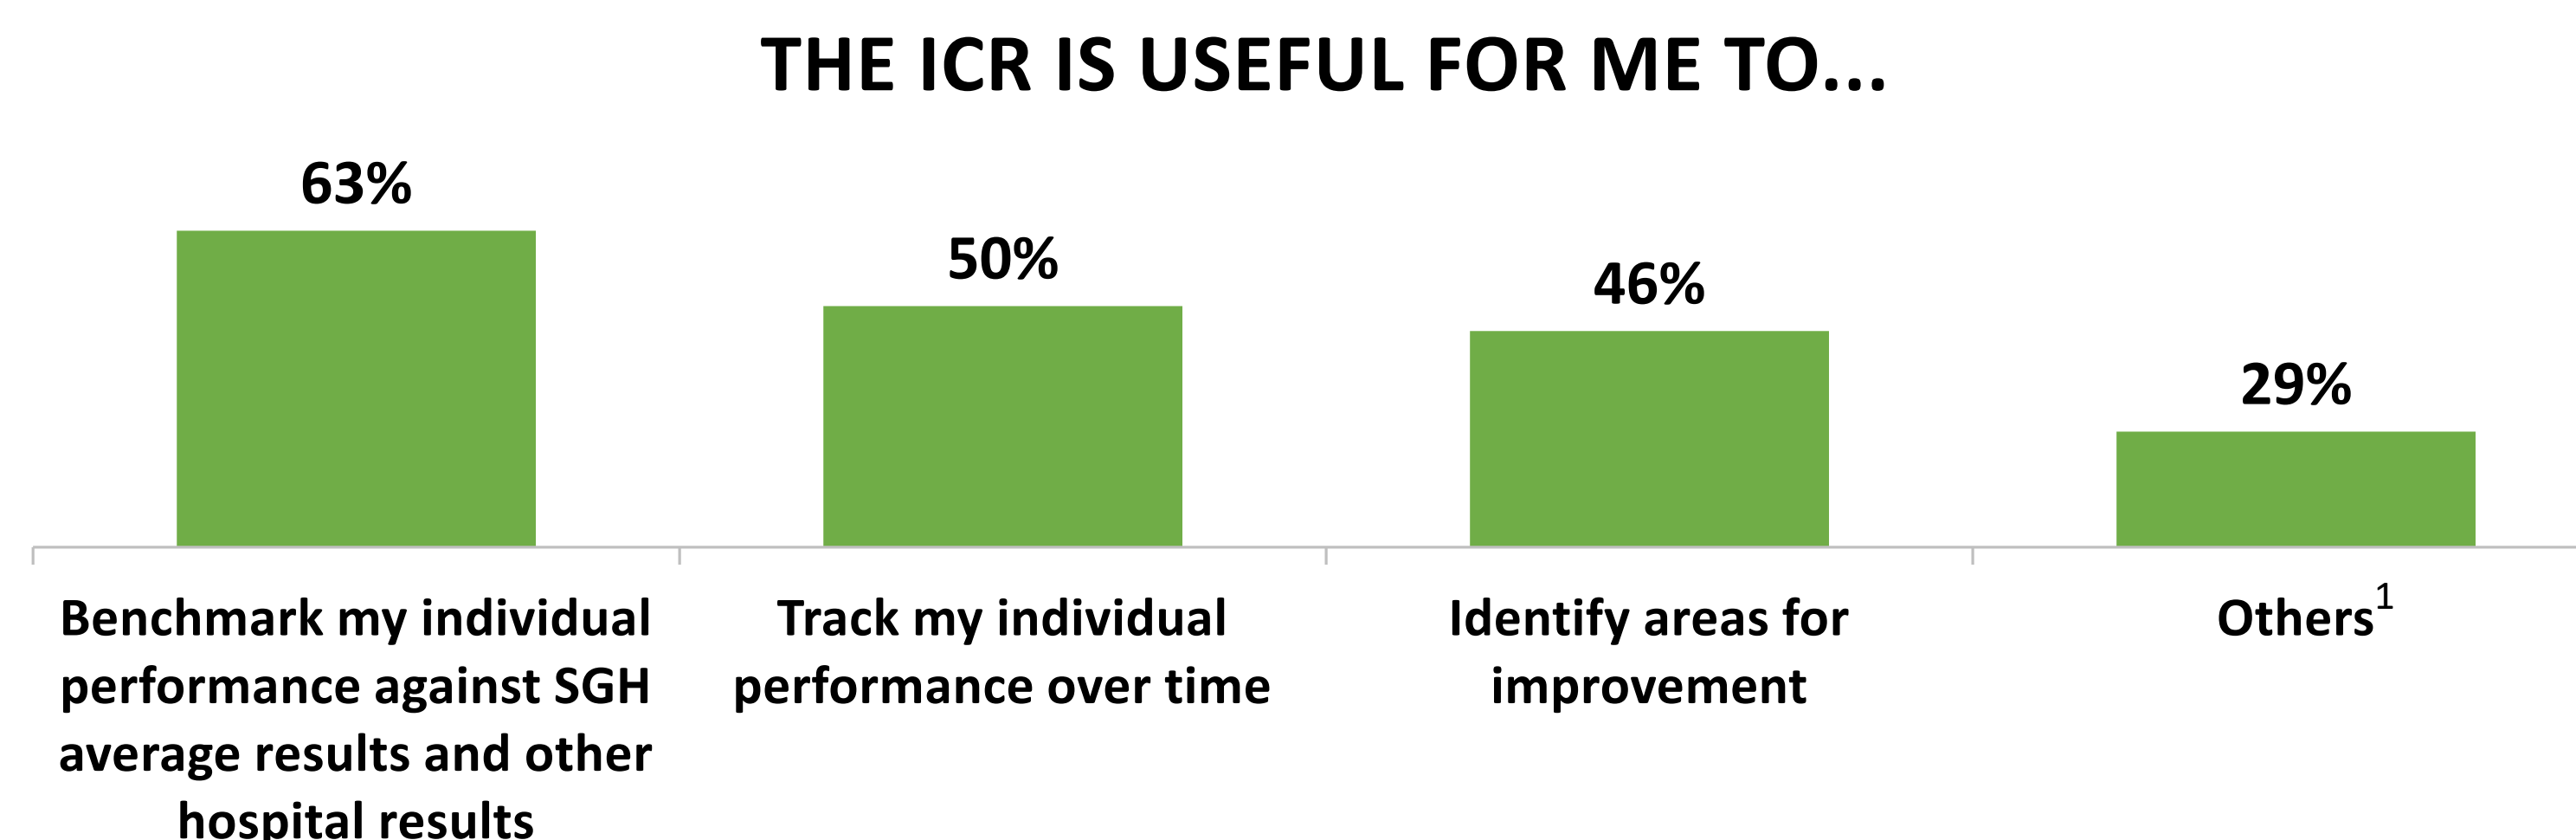 THE ICR IS USEFUL FOR ME TO...
63%
50%
46%
29%
Benchmark my individual
performance against SGH
average results and other
hospital results
Track my individual
performance over time
Identify areas for
improvement
Others¹